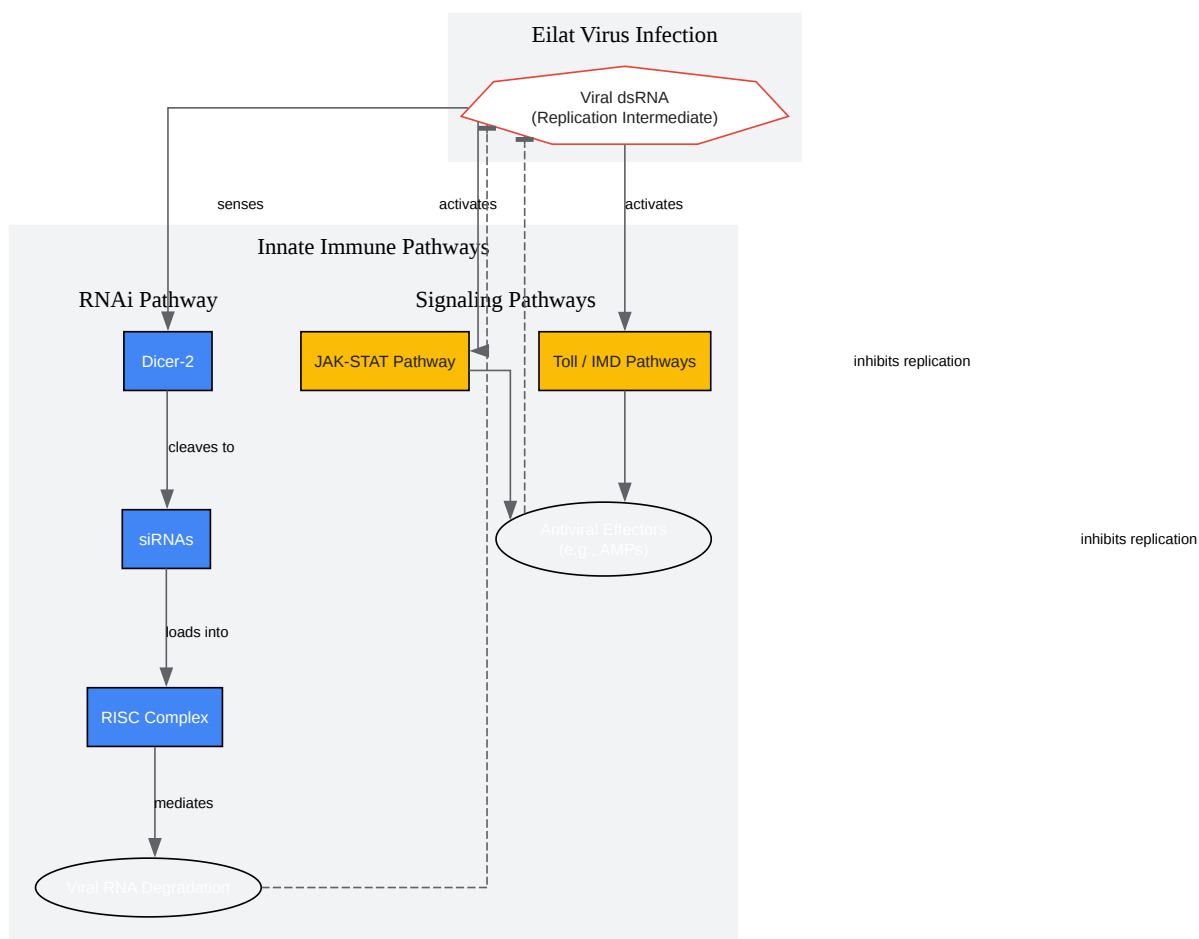 Eilat Virus Infection
Viral dsRNA
(Replication Intermediate)
senses
activates
activates
Innate Immune Pathways
RNAi Pathway
Signaling Pathways
Dicer-2
JAK-STAT Pathway
Toll / IMD Pathways
inhibits replication
cleaves to
siRNAs
Antiviral Effectors
(e.g., AMPs)
inhibits replication
loads into
RISC Complex
mediates
Viral RNA Degradation